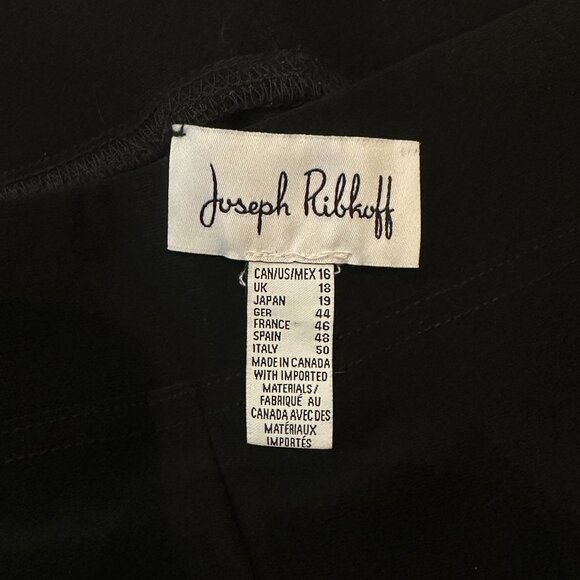 Joseph Ribkoff
CAN/US/MEX 16
UK 18
JAPAN 19
GER 44
FRANCE 46
SPAIN 48
ITALY 50
MADE IN CANADA
WITH IMPORTED
MATERIALS/
FABRIQUÉ AU
CANADA AVEC DES
MATÉRIAUX
IMPORTÉS